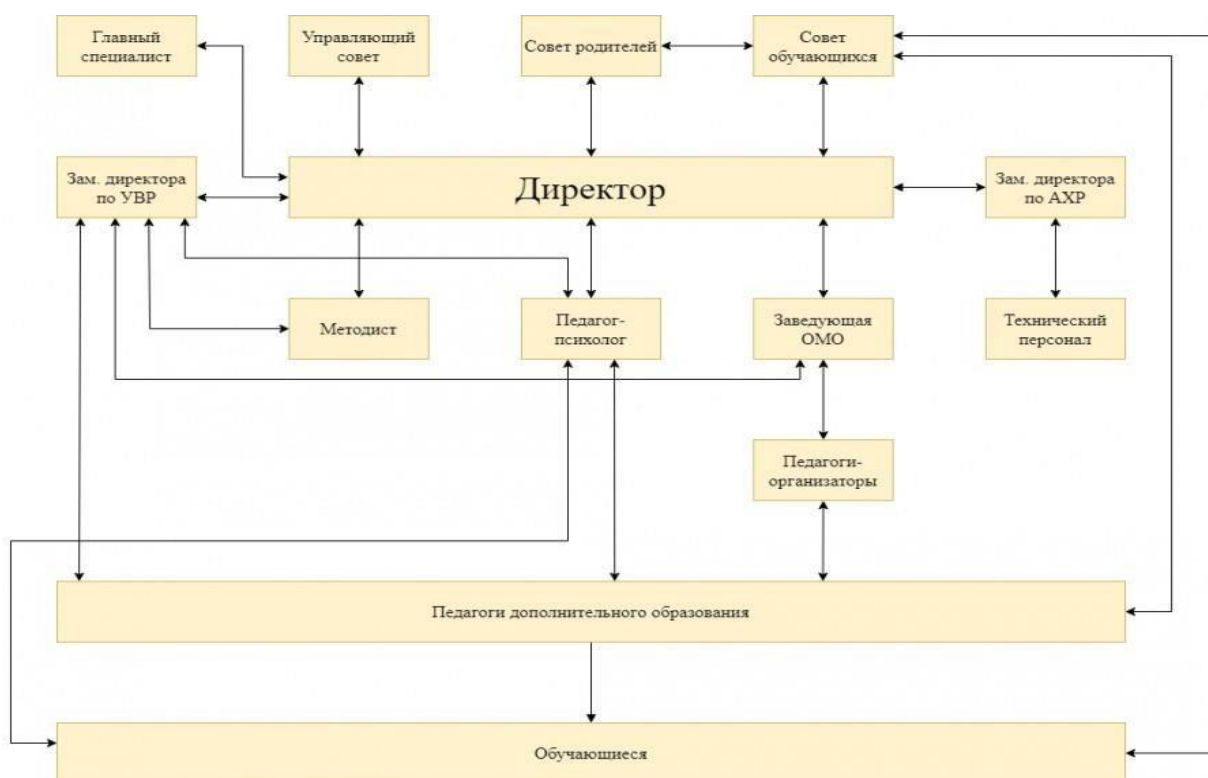 Главный
специалист
Управляющий
совет
Совет родителей
Совет
обучающихся
Зам. директора
по УВР
Директор
Зам. директора
по АХР
Методист
Педагог-
психолог
Заведующая
ОМО
Технический
персонал
Педагоги-
организаторы
Педагоги дополнительного образования
Обучающиеся